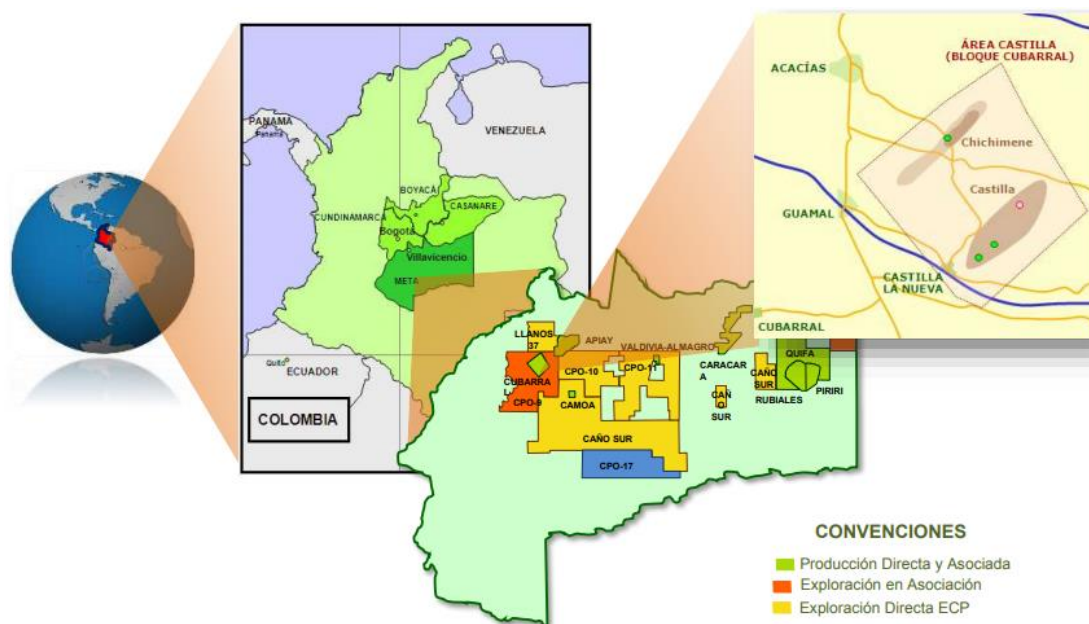 PANAMA
Panama
VENEZUELA
BOYACÁ
CASANARE
CUNDINAMARCA
Bogotá
Villavicencio
META
Quito
ECUADOR
COLOMBIA
ÁREA CASTILLA
(BLOQUE CUBARRAL)
ACACÍAS
Chichimene
Castilla
GUAMAL
CASTILLA
LA NUEVA
CUBARRAL
LLANOS
37
APIAY
VALDIVIA-ALMAGRO
CUBARRA
L
CPO-9
CPO-10
CPO-11
CAMOA
CARACAR
A
CAÑO
SUR
CAÑ
O
SUR
QUIFA
RUBIALES
PIRIRI
CAÑO SUR
CPO-17
CONVENCIONES
Producción Directa y Asociada
Exploración en Asociación
Exploración Directa ECP